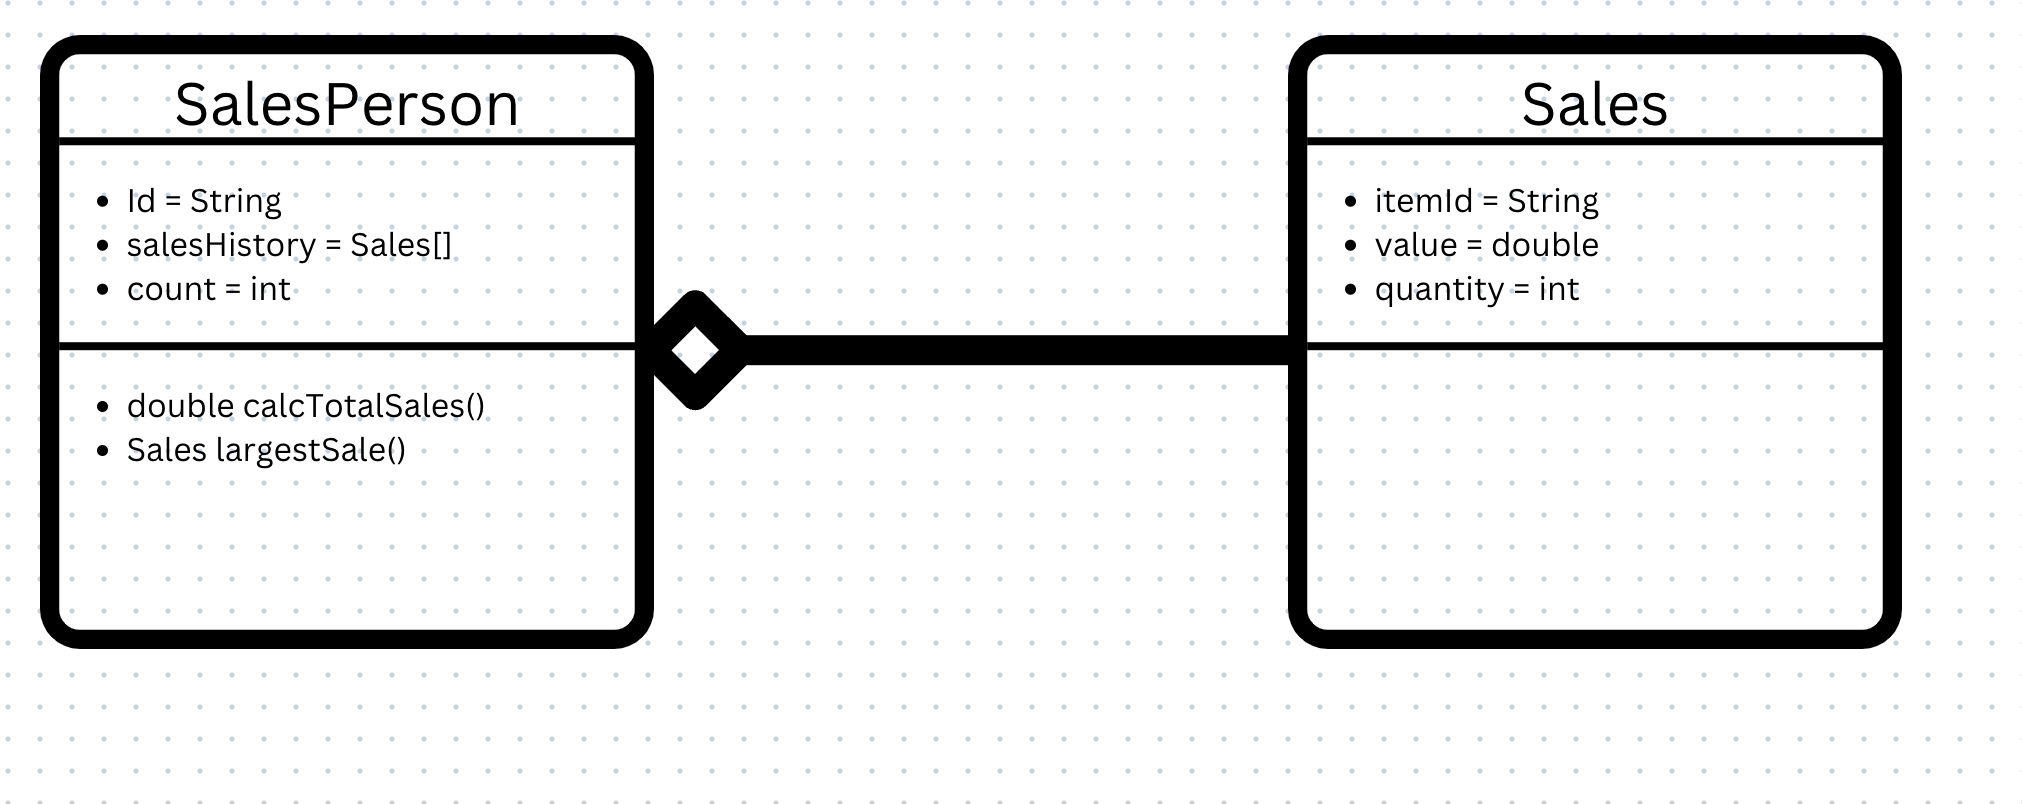 SalesPerson
• Id = String
• salesHistory = Sales[]
• count = int
• double calcTotalSales()
• Sales largestSale()
Sales
• itemId = String
• value = double
• quantity = int